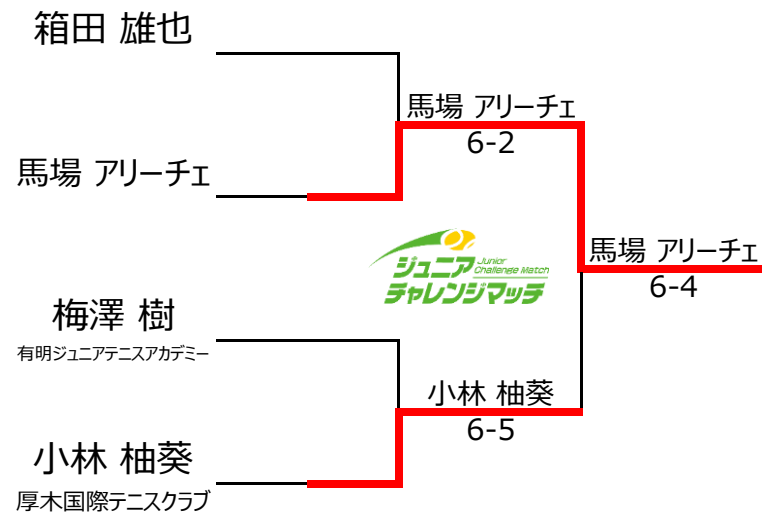 箱田 雄也
馬場 アリーチェ
6-2
馬場 アリーチェ
馬場 アリーチェ
6-4
ジュニア
Junior
Challenge Match
チャレンジマッチ
梅澤 樹
有明ジュニアテニスアカデミー
小林 柚葵
6-5
小林 柚葵
厚木国際テニスクラブ